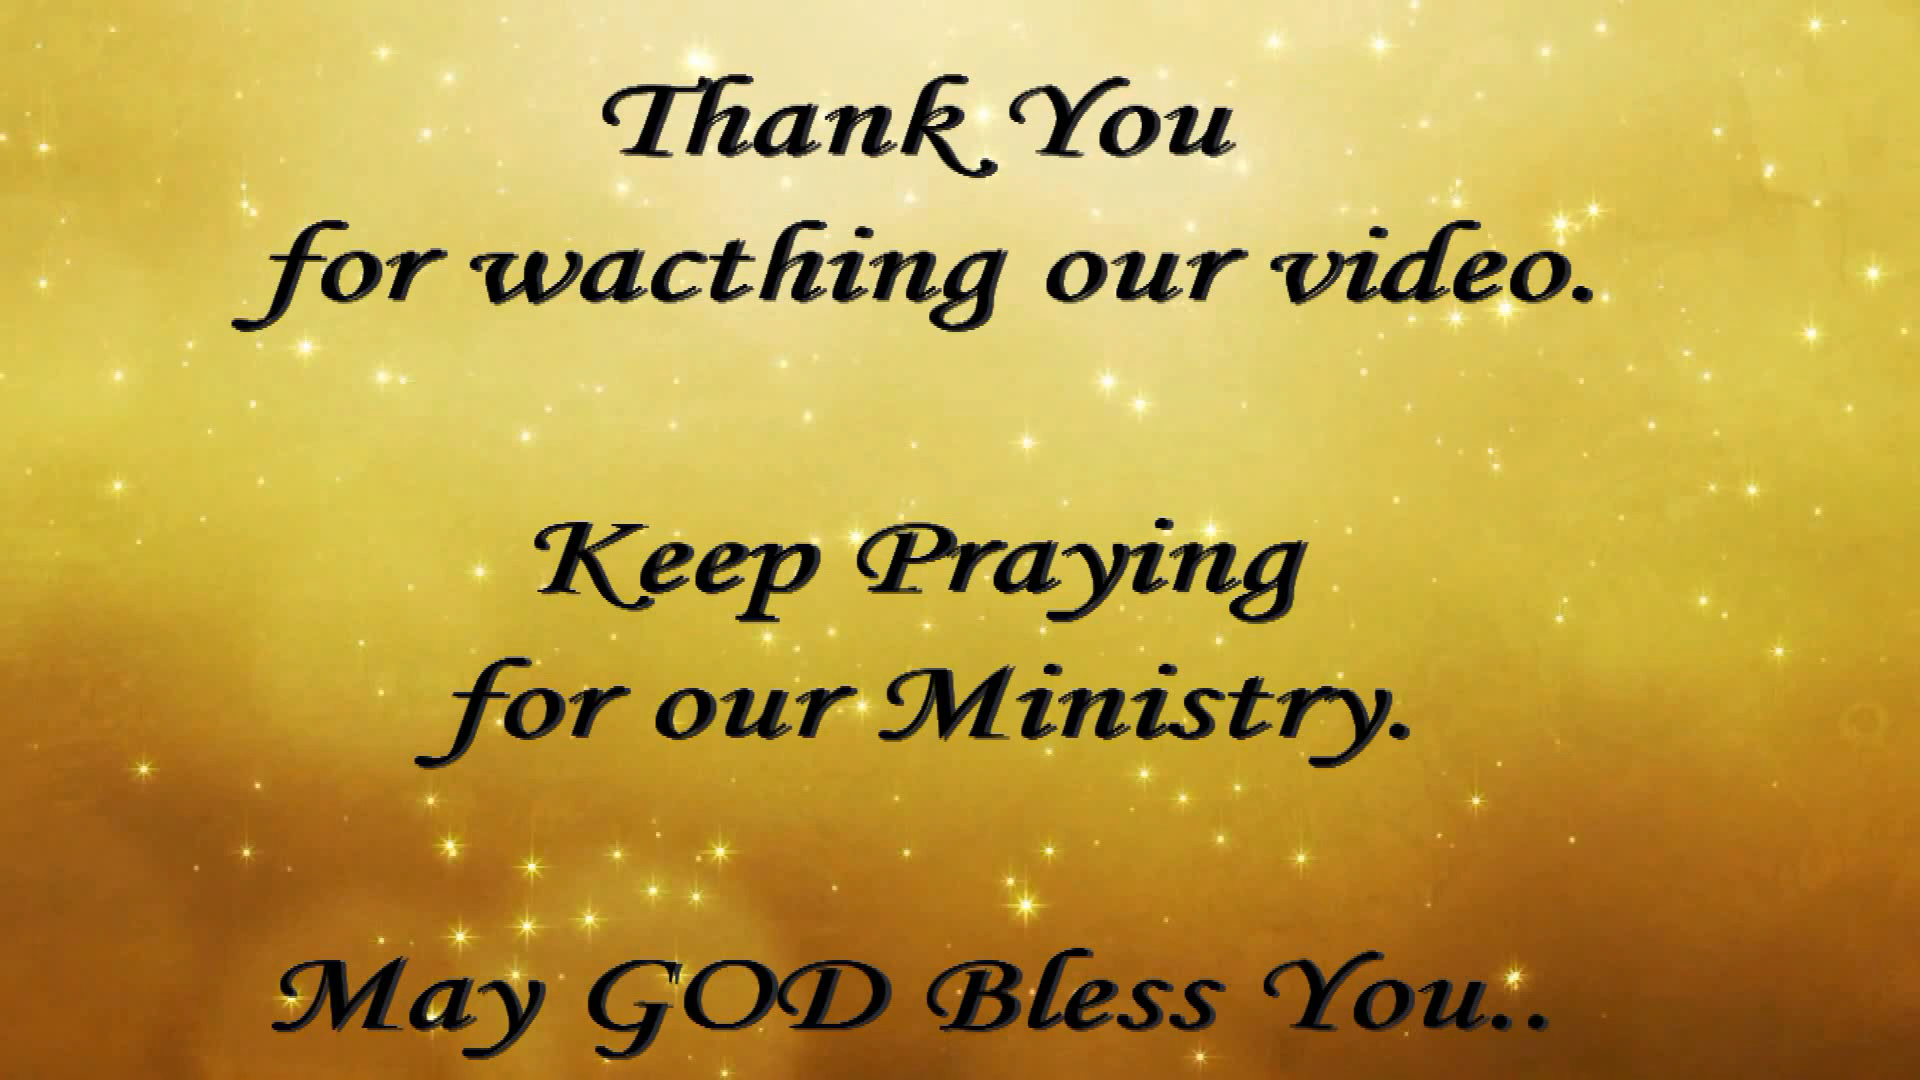 Thank You
for wacthing our video.
Keep Praying
for our Ministry.
May GOD Bless You..